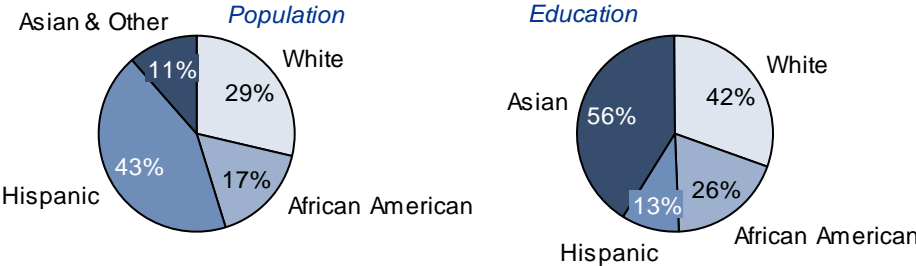 Population
Asian & Other
White
11%
29%
43%
17%
Hispanic
African American
Education
White
Asian
42%
56%
26%
13%
African American
Hispanic